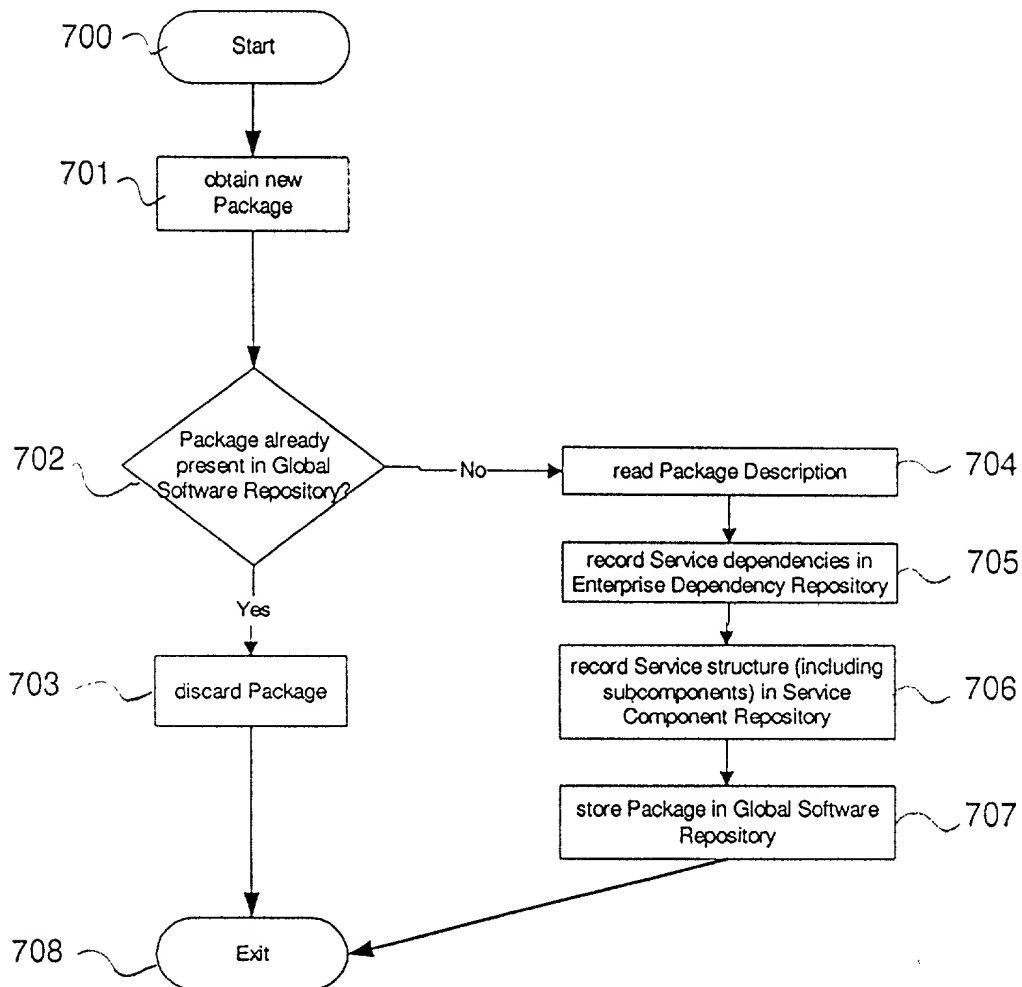 700
Start
701
obtain new
Package
702
Package already
present in Global
Software Repository?
No
704
read Package Description
705
record Service dependencies in
Enterprise Dependency Repository
Yes
703
discard Package
706
record Service structure (including
subcomponents) in Service
Component Repository
707
store Package in Global Software
Repository
708
Exit